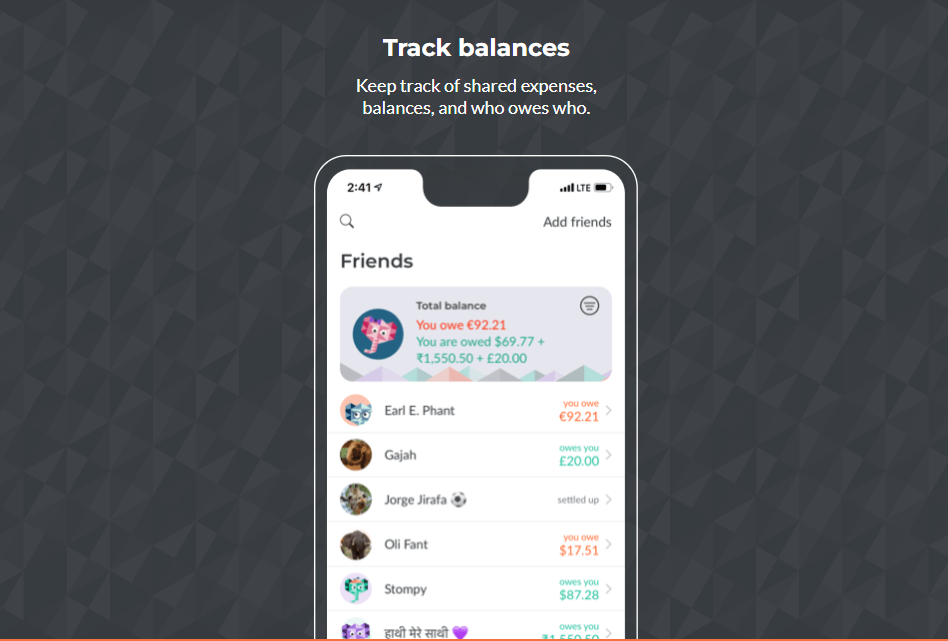 Track balances
Keep track of shared expenses,
balances, and who owes who.
2:41
LTE
Add friends
Friends
Total balance
You owe €92.21
You are owed $69.77 +
₹1,550.50 + £20.00
Earl E. Phant
you owe
€92.21
Gajah
owes you
£20.00
Jorge Jirafa ⚽
settled up
Oli Fant
you owe
$17.51
Stompy
owes you
$87.28
हाथी मेरे साथी 💜
owes you
₹1,550.50